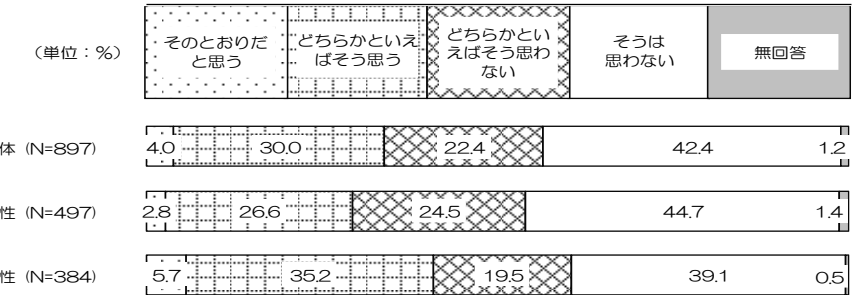 （単位：％）
そのとおりだ
と思う
どちらかといえ
ばそう思う
どちらかとい
えばそう思わ
ない
そうは
思わない
無回答
体 (N=897)
4.0 30.0 22.4 42.4 1.2
性 (N=497)
2.8 26.6 24.5 44.7 1.4
性 (N=384)
5.7 35.2 19.5 39.1 0.5